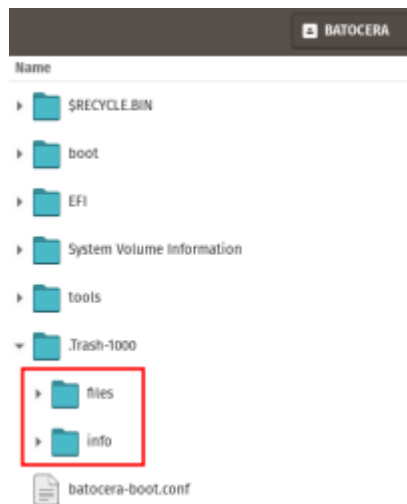 BATOCERA
Name
$RECYCLE.BIN
boot
EFI
System Volume Information
tools
.Trash-1000
files
info
batocera-boot.conf